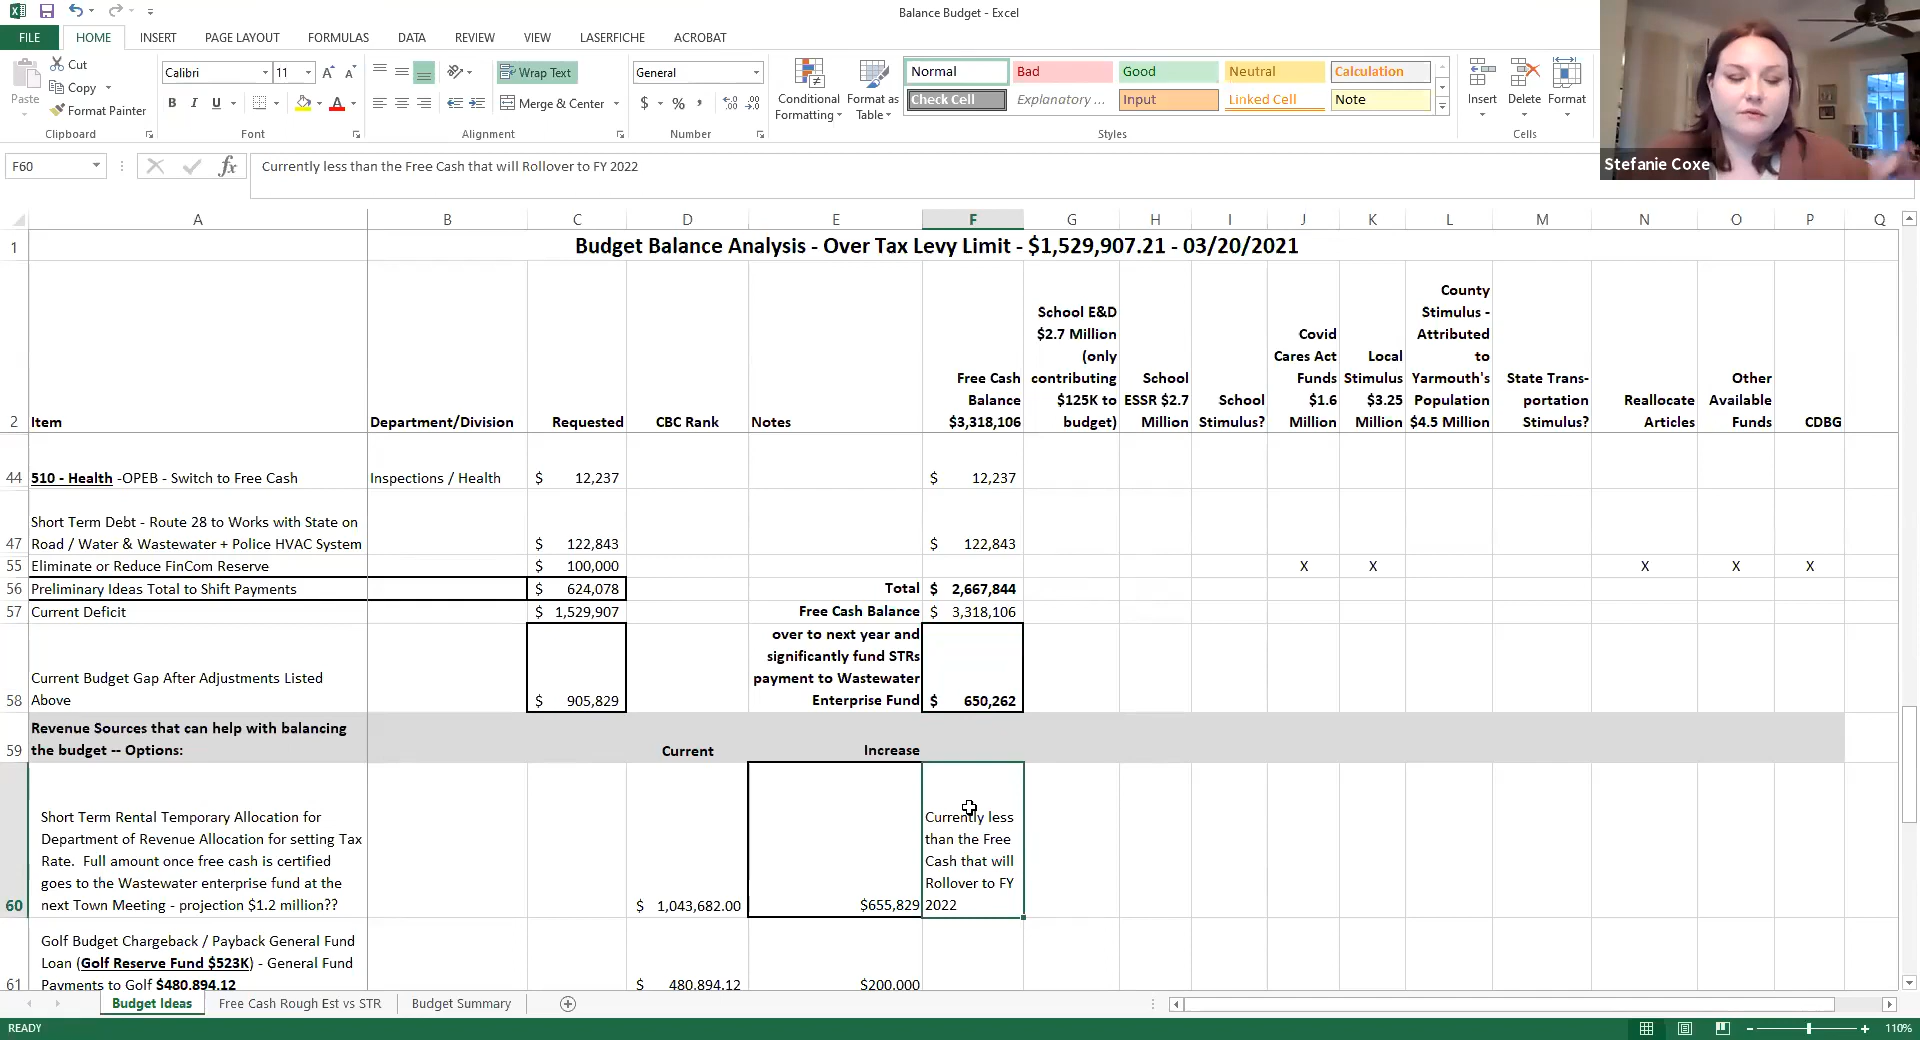 Balance Budget - Excel
FILE HOME INSERT PAGE LAYOUT FORMULAS DATA REVIEW VIEW LASERFICHE ACROBAT
Paste
Cut
Copy
Format Painter
Clipboard
Calibri 11
B I U
Font
Wrap Text
Merge & Center
Alignment
General
$ %
Number
Conditional
Formatting
Format as
Table
Normal Bad Good Neutral Calculation
Check Cell Explanatory ... Input Linked Cell Note
Styles
Insert Delete Format
Cells
Stefanie Coxe
F60
fx
Currently less than the Free Cash that will Rollover to FY 2022
A B C D E F G H I J K L M N O P Q
1 Budget Balance Analysis - Over Tax Levy Limit - $1,529,907.21 - 03/20/2021
2
Item
Department/Division
Requested
CBC Rank
Notes
Free Cash
Balance
$3,318,106
School E&D
$2.7 Million
(only
contributing
$125K to
budget)
School
ESSR $2.7
Million
School
Stimulus?
Covid
Cares Act
Funds
$1.6
Million
Local
Stimulus
$3.25
Million
County
Stimulus -
Attributed
to
Yarmouth's
Population
$4.5 Million
State Trans-
portation
Stimulus?
Reallocate
Articles
Other
Available
Funds
CDBG
44 510 - Health -OPEB - Switch to Free Cash Inspections / Health $ 12,237 $ 12,237
Short Term Debt - Route 28 to Works with State on
47 Road / Water & Wastewater + Police HVAC System $ 122,843 $ 122,843
55 Eliminate or Reduce FinCom Reserve $ 100,000 X X X X X
56 Preliminary Ideas Total to Shift Payments $ 624,078 Total $ 2,667,844
57 Current Deficit $ 1,529,907 Free Cash Balance $ 3,318,106
over to next year and
significantly fund STRs
Current Budget Gap After Adjustments Listed payment to Wastewater
58 Above $ 905,829 Enterprise Fund $ 650,262
Revenue Sources that can help with balancing
59 the budget -- Options: Current Increase
Short Term Rental Temporary Allocation for
Department of Revenue Allocation for setting Tax
Rate. Full amount once free cash is certified
goes to the Wastewater enterprise fund at the
60 next Town Meeting - projection $1.2 million?? $ 1,043,682.00 $655,829
Currently less
than the Free
Cash that will
Rollover to FY
2022
Golf Budget Chargeback / Payback General Fund
Loan (Golf Reserve Fund $523K) - General Fund
61 Payments to Golf $480,894.12 $ 480,894.12 $200,000
Budget Ideas Free Cash Rough Est vs STR Budget Summary
READY
110%